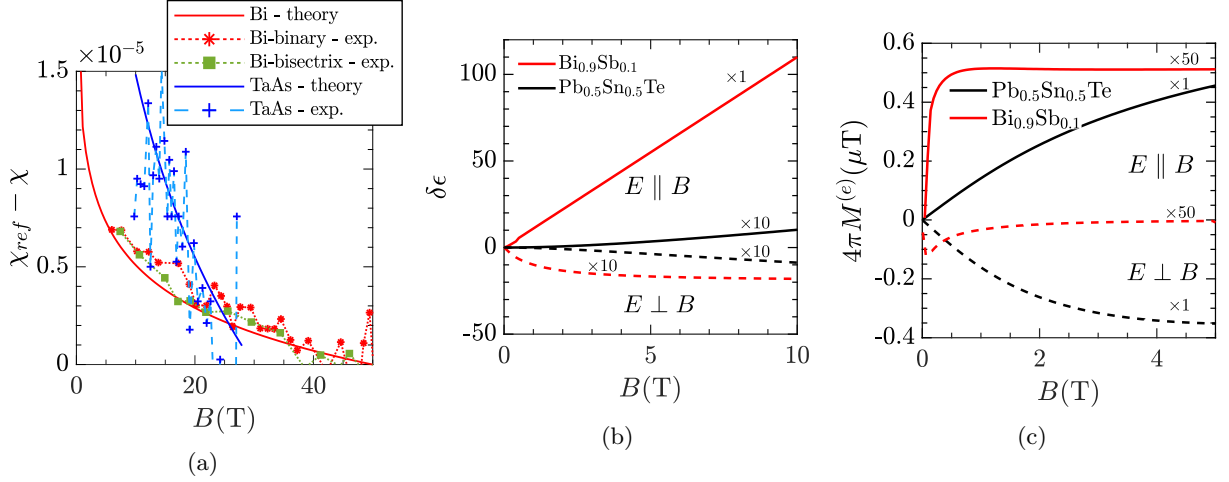 ×10⁻⁵
Bi - theory
Bi-binary - exp.
Bi-bisectrix - exp.
TaAs - theory
TaAs - exp.
1.5
1
0.5
0
χ_ref − χ
0
20
40
B(T)
(a)
Bi₀.₉Sb₀.₁
Pb₀.₅Sn₀.₅Te
×1
E ∥ B
×10
×10
×10
E ⊥ B
100
50
0
-50
δϵ
0
5
10
B(T)
(b)
×50
Pb₀.₅Sn₀.₅Te
×1
Bi₀.₉Sb₀.₁
E ∥ B
×50
E ⊥ B
×1
0.6
0.4
0.2
0
-0.2
-0.4
4πM⁽ᵉ⁾(μT)
0
2
4
B(T)
(c)